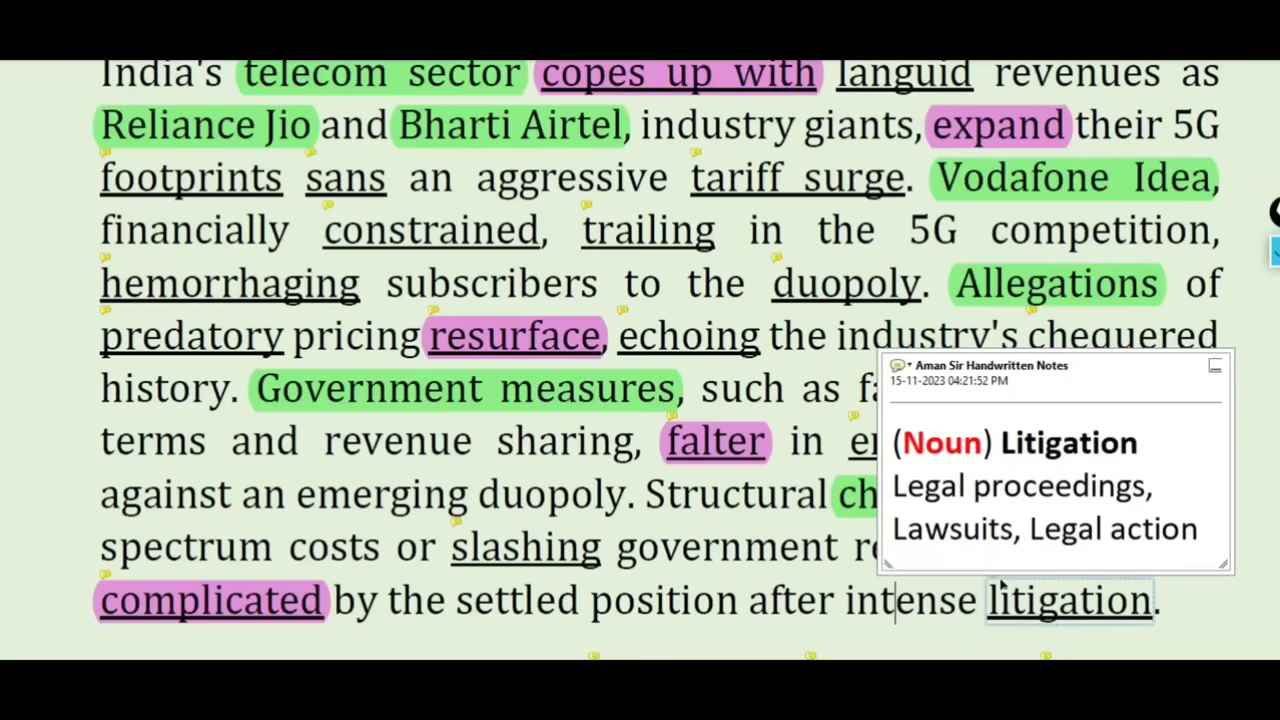 India's telecom sector copes up with languid revenues as
Reliance Jio and Bharti Airtel, industry giants, expand their 5G
footprints sans an aggressive tariff surge. Vodafone Idea,
financially constrained, trailing in the 5G competition,
hemorrhaging subscribers to the duopoly. Allegations of
predatory pricing resurface, echoing the industry's chequered
history. Government measures, such as
terms and revenue sharing, falter in
against an emerging duopoly. Structural
spectrum costs or slashing government
complicated by the settled position after intense litigation.
Aman Sir Handwritten Notes
15-11-2023 04:21:52 PM
(Noun) Litigation
Legal proceedings,
Lawsuits, Legal action